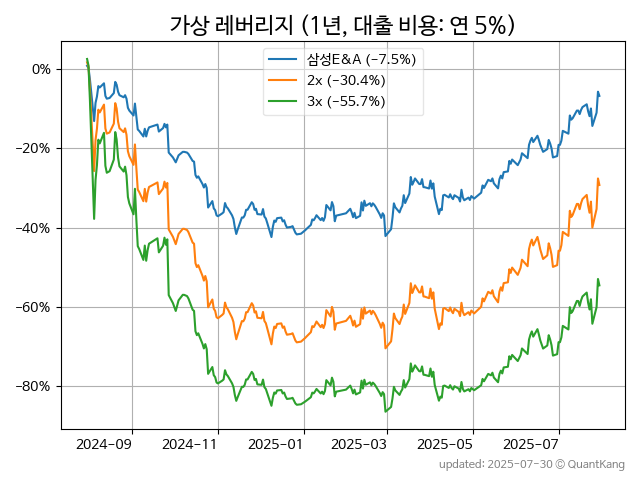 가상 레버리지 (1년, 대출 비용: 연 5%)
삼성E&A (−7.5%)
2x (−30.4%)
3x (−55.7%)
0%
−20%
−40%
−60%
−80%
2024-09 2024-11 2025-01 2025-03 2025-05 2025-07
updated: 2025-07-30 © QuantKang